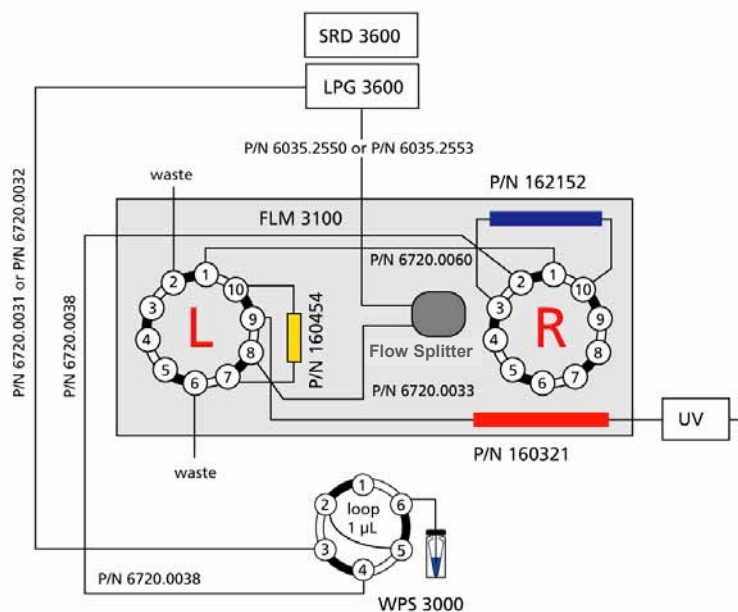 SRD 3600
LPG 3600
P/N 6035.2550 or P/N 6035.2553
waste
P/N 162152
FLM 3100
P/N 6720.0060
P/N 6720.0031 or P/N 6720.0032
P/N 6720.0038
1
2
3
4
5
6
7
8
9
10
L
P/N 160454
Flow Splitter
P/N 6720.0033
1
2
3
4
5
6
7
8
9
10
R
waste
P/N 160321
UV
1
2
3
4
5
6
loop
1 µL
P/N 6720.0038
WPS 3000